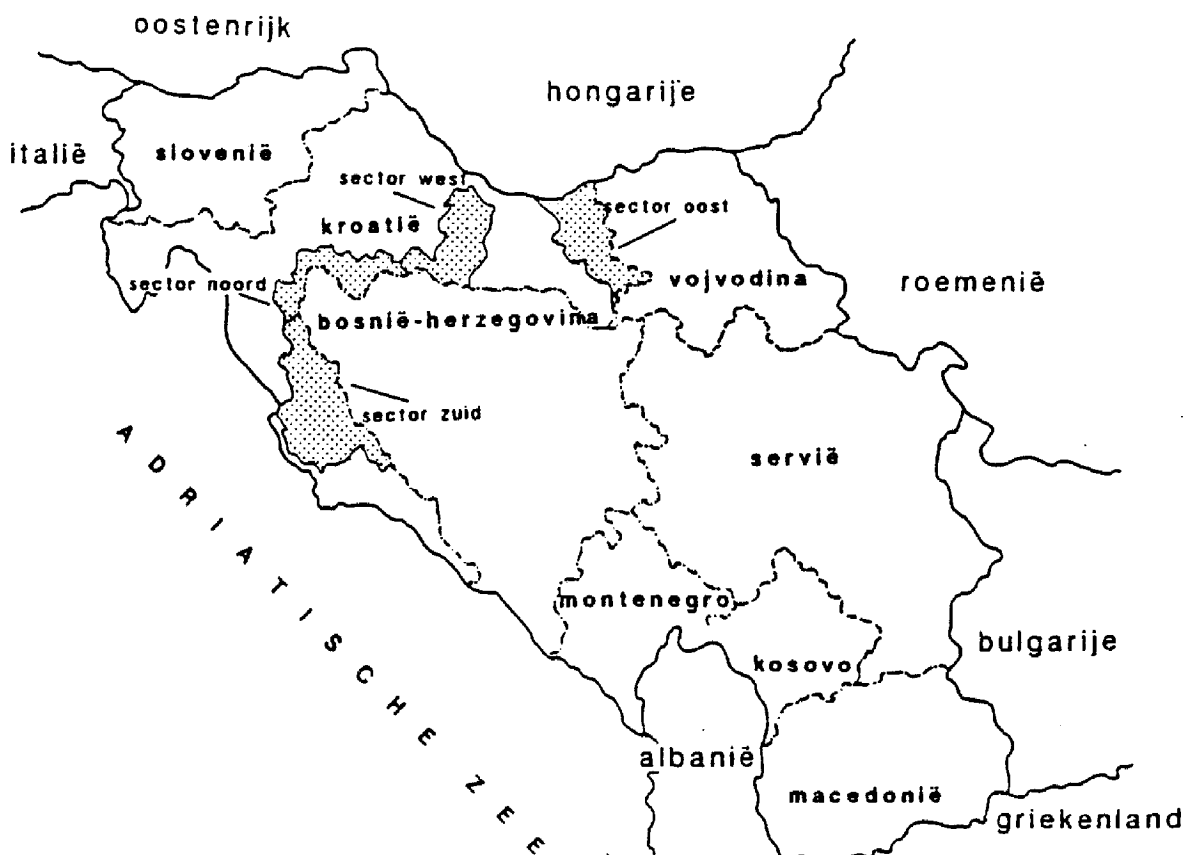 oostenrijk
hongarije
italië
slovenië
sector west
kroatië
sector oost
vojvodina
roemenië
sector noord
bosnië-herzegovina
sector zuid
servië
ADRIATISCHE ZEE
montenegro
kosovo
bulgarije
albanië
macedonië
griekenland